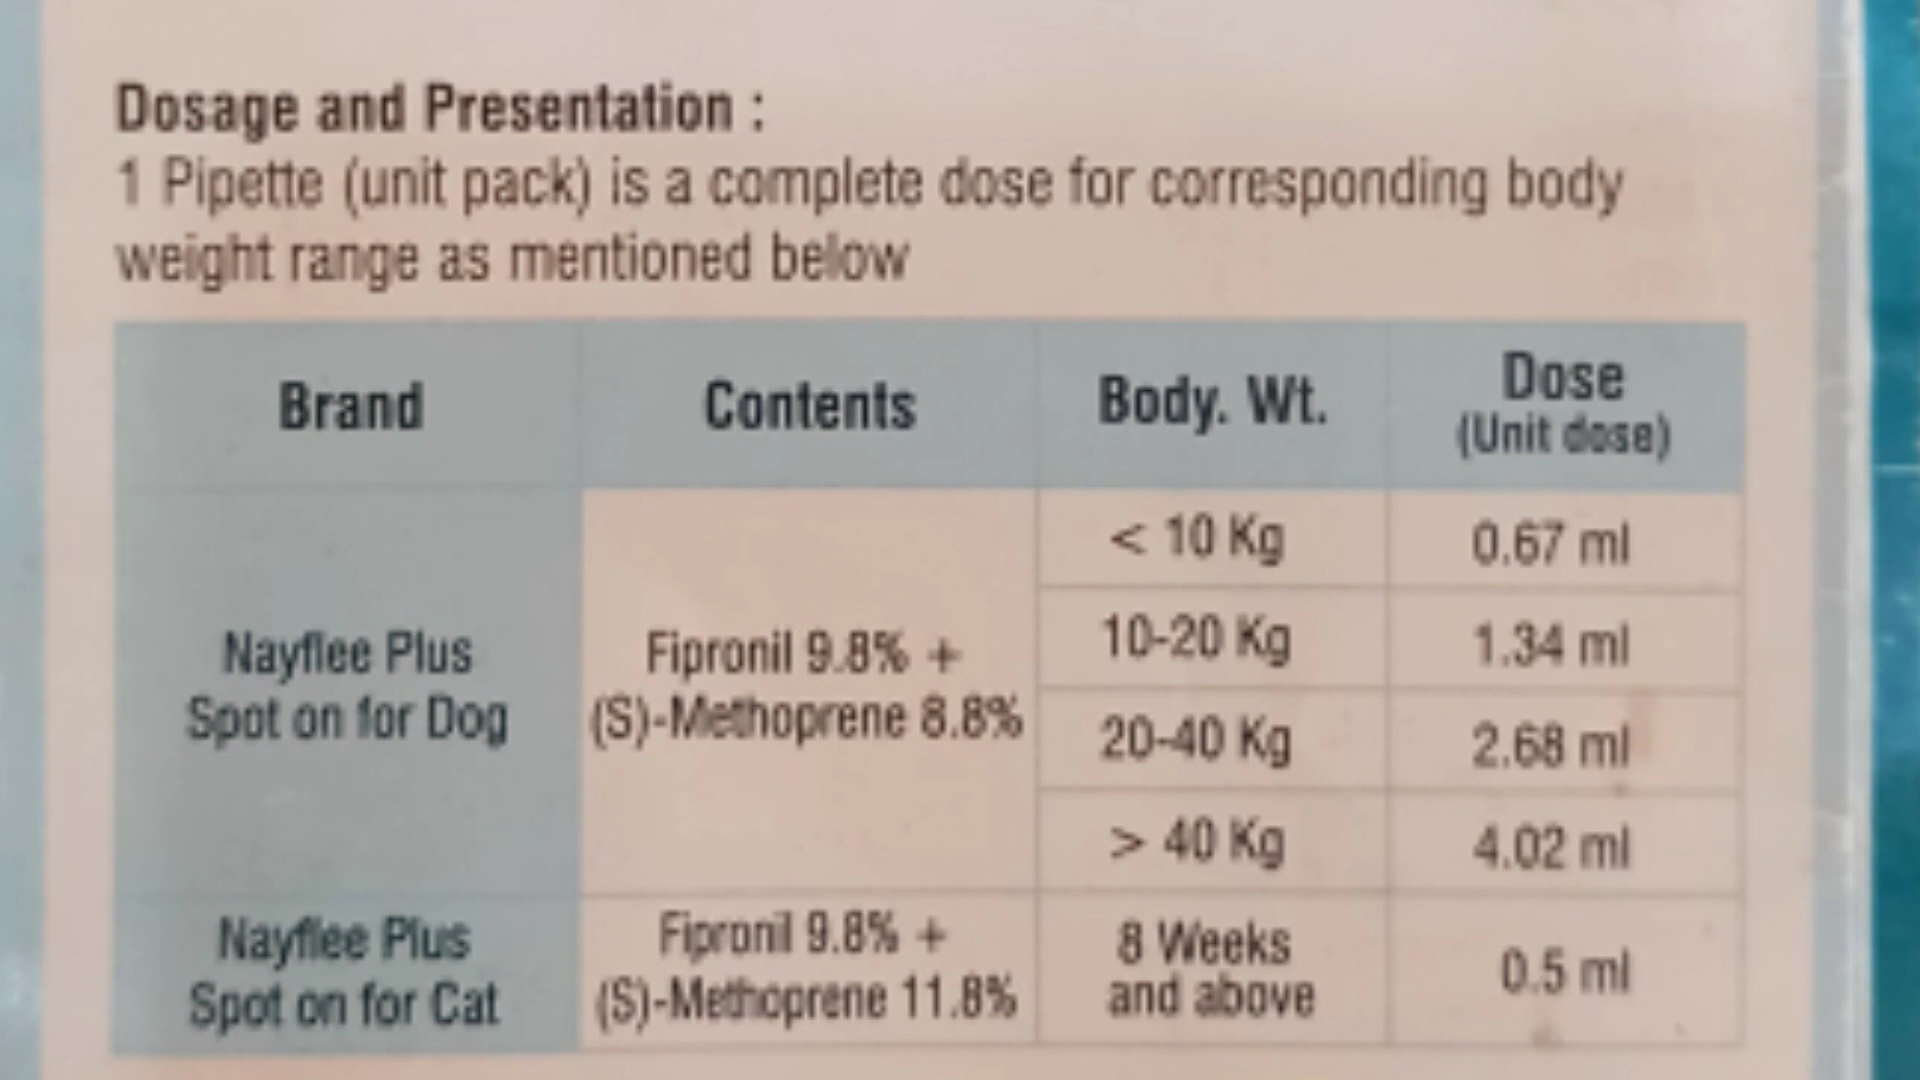 Dosage and Presentation :
1 Pipette (unit pack) is a complete dose for corresponding body
weight range as mentioned below
Brand
Contents
Body. Wt.
Dose
(Unit dose)
Nayflee Plus
Spot on for Dog
Fipronil 9.8% +
(S)-Methoprene 8.8%
< 10 Kg
0.67 ml
10-20 Kg
1.34 ml
20-40 Kg
2.68 ml
> 40 Kg
4.02 ml
Nayflee Plus
Spot on for Cat
Fipronil 9.8% +
(S)-Methoprene 11.8%
8 Weeks
and above
0.5 ml